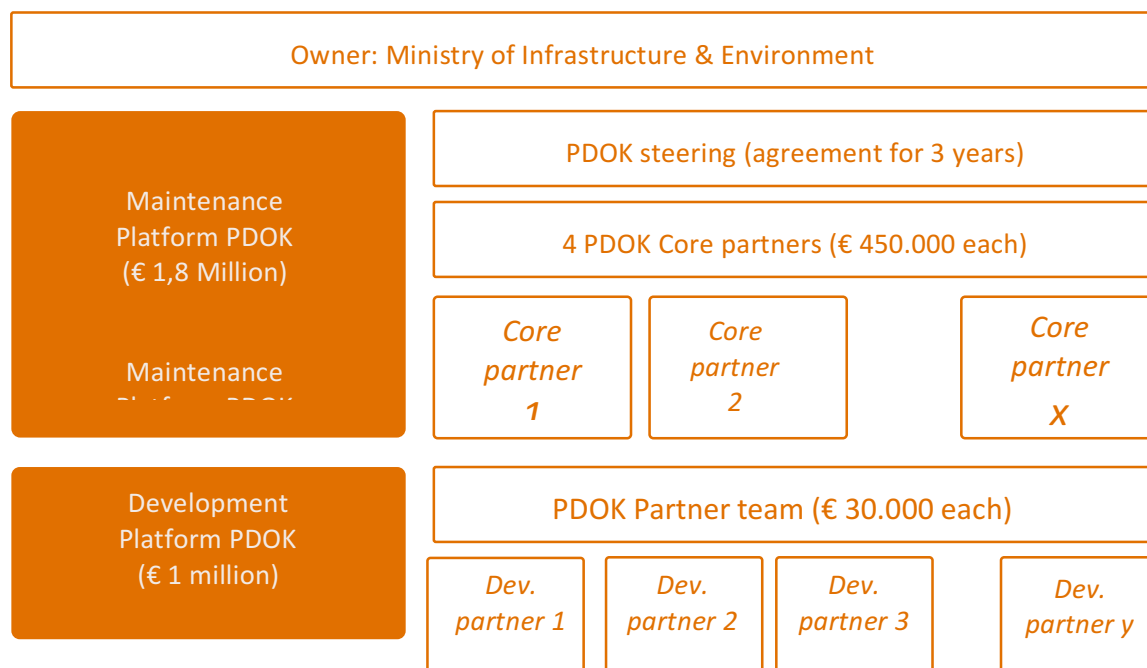 Owner: Ministry of Infrastructure & Environment
Maintenance
Platform PDOK
(€ 1,8 Million)
Maintenance
PDOK steering (agreement for 3 years)
4 PDOK Core partners (€ 450.000 each)
Core
partner
1
Core
partner
2
Core
partner
X
Development
Platform PDOK
(€ 1 million)
PDOK Partner team (€ 30.000 each)
Dev.
partner 1
Dev.
partner 2
Dev.
partner 3
Dev.
partner y